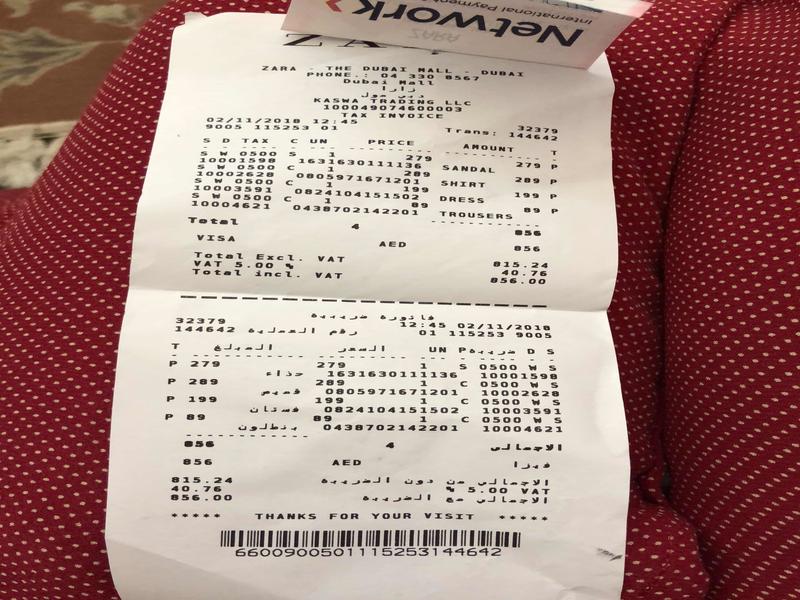 Network
International Payment
ZARA - THE DUBAI MALL - DUBAI
PHONE.: 04 330 8567
Dubai Mall
زارا
دبي مول
KASWA TRADING LLC
100049074600003
TAX INVOICE
02/11/2018 12:45 32379
9005 115253 01 Trans: 144642
S D TAX C UN PRICE AMOUNT T
S W 0500 S 1 279 279 P
10001598 1631630111136 SANDAL
S W 0500 C 1 289 289 P
10002628 0805971671201 SHIRT
S W 0500 C 1 199 199 P
10003591 0824104151502 DRESS
S W 0500 C 1 89 89 P
10004621 0438702142201 TROUSERS
Total 4 856
VISA AED 856
Total Excl. VAT 815.24
VAT 5.00 % 40.76
Total incl. VAT 856.00
فاتورة ضريبية
32379 12:45 02/11/2018
144642 رقم العملية 01 115253 9005
T المبلغ السعر UN P ضريبة D S
P 279 279 1 S 0500 W S
حذاء 1631630111136 10001598
P 289 289 1 C 0500 W S
قميص 0805971671201 10002628
P 199 199 1 C 0500 W S
فستان 0824104151502 10003591
P 89 89 1 C 0500 W S
بنطلون 0438702142201 10004621
856 4 الاجمالي
856 AED فيزا
815.24 الاجمالي من دون الضريبة
40.76 % 5.00 VAT
856.00 الاجمالي مع الضريبة
***** THANKS FOR YOUR VISIT *****
6600900501115253144642